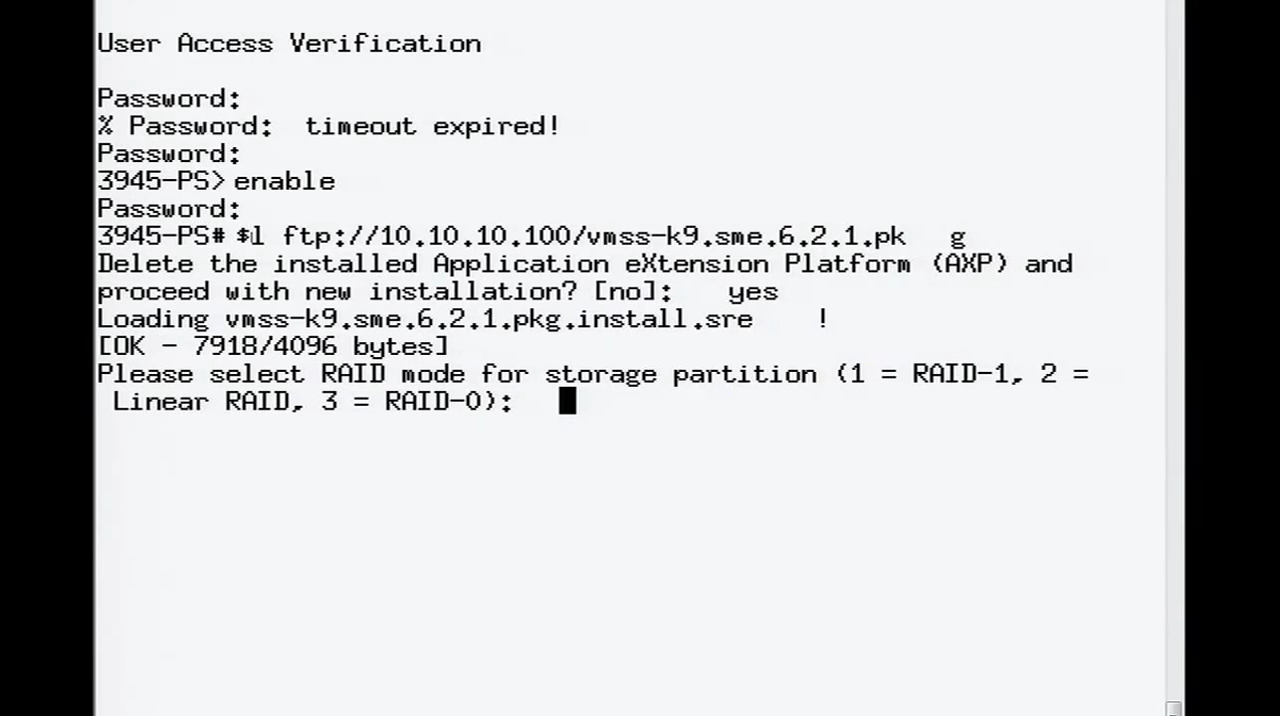 User Access Verification
Password:
% Password:  timeout expired!
Password:
3945-PS> enable
Password:
3945-PS# $l ftp://10.10.10.100/vmss-k9.sme.6.2.1.pk   g
Delete the installed Application eXtension Platform (AXP) and
proceed with new installation? [no]:    yes
Loading vmss-k9.sme.6.2.1.pkg.install.sre    !
[OK - 7918/4096 bytes]
Please select RAID mode for storage partition (1 = RAID-1, 2 =
 Linear RAID, 3 = RAID-0):